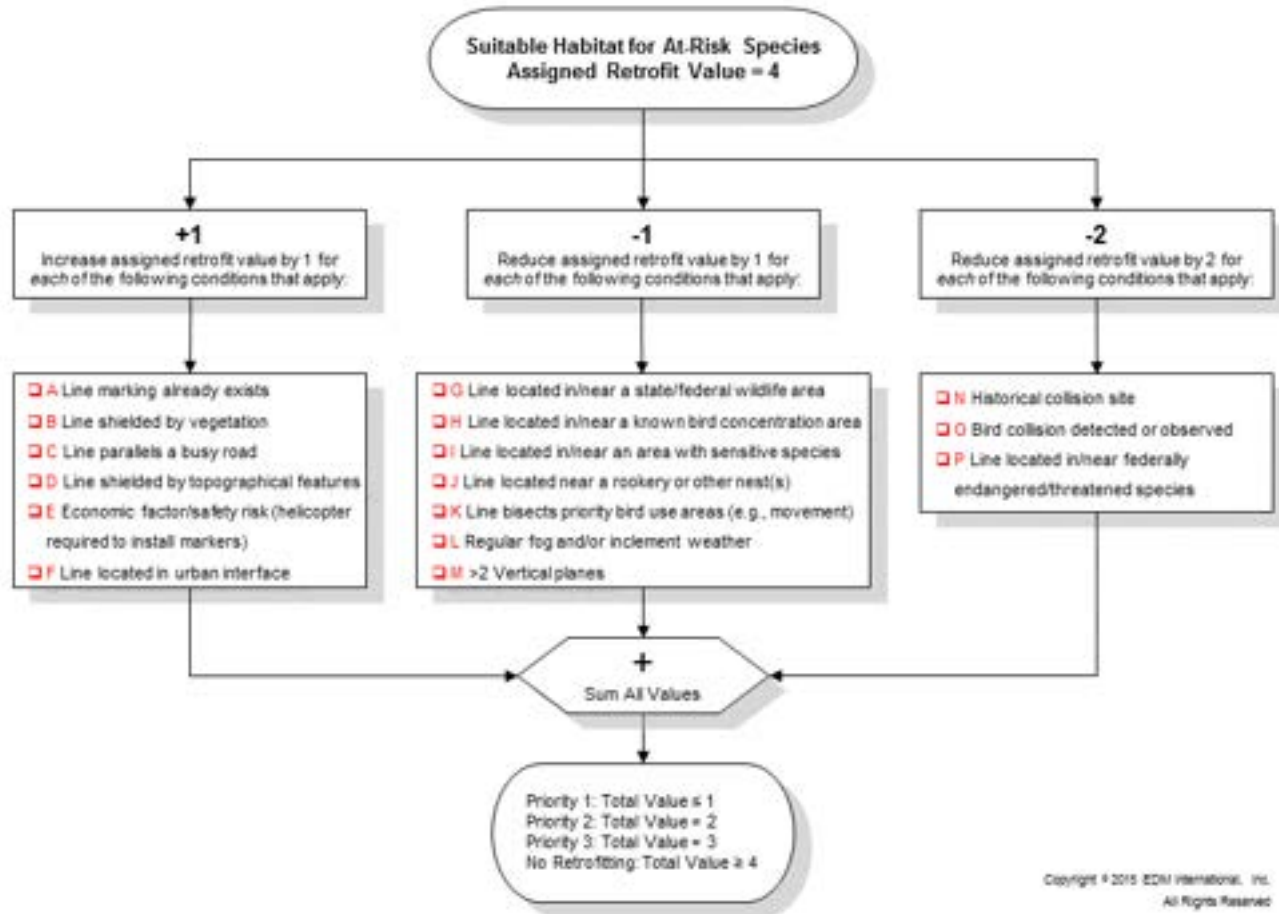 Suitable Habitat for At-Risk Species
Assigned Retrofit Value = 4
+1
Increase assigned retrofit value by 1 for
each of the following conditions that apply:
-1
Reduce assigned retrofit value by 1 for
each of the following conditions that apply:
-2
Reduce assigned retrofit value by 2 for
each of the following conditions that apply:
A Line marking already exists
B Line shielded by vegetation
C Line parallels a busy road
D Line shielded by topographical features
E Economic factor/safety risk (helicopter
required to install markers)
F Line located in urban interface
G Line located in/near a state/federal wildlife area
H Line located in/near a known bird concentration area
I Line located in/near an area with sensitive species
J Line located near a rookery or other nest(s)
K Line bisects priority bird use areas (e.g., movement)
L Regular fog and/or inclement weather
M >2 Vertical planes
N Historical collision site
O Bird collision detected or observed
P Line located in/near federally
endangered/threatened species
+
Sum All Values
Priority 1: Total Value ≤ 1
Priority 2: Total Value = 2
Priority 3: Total Value = 3
No Retrofitting: Total Value ≥ 4
Copyright © 2015 EDM International, Inc.
All Rights Reserved